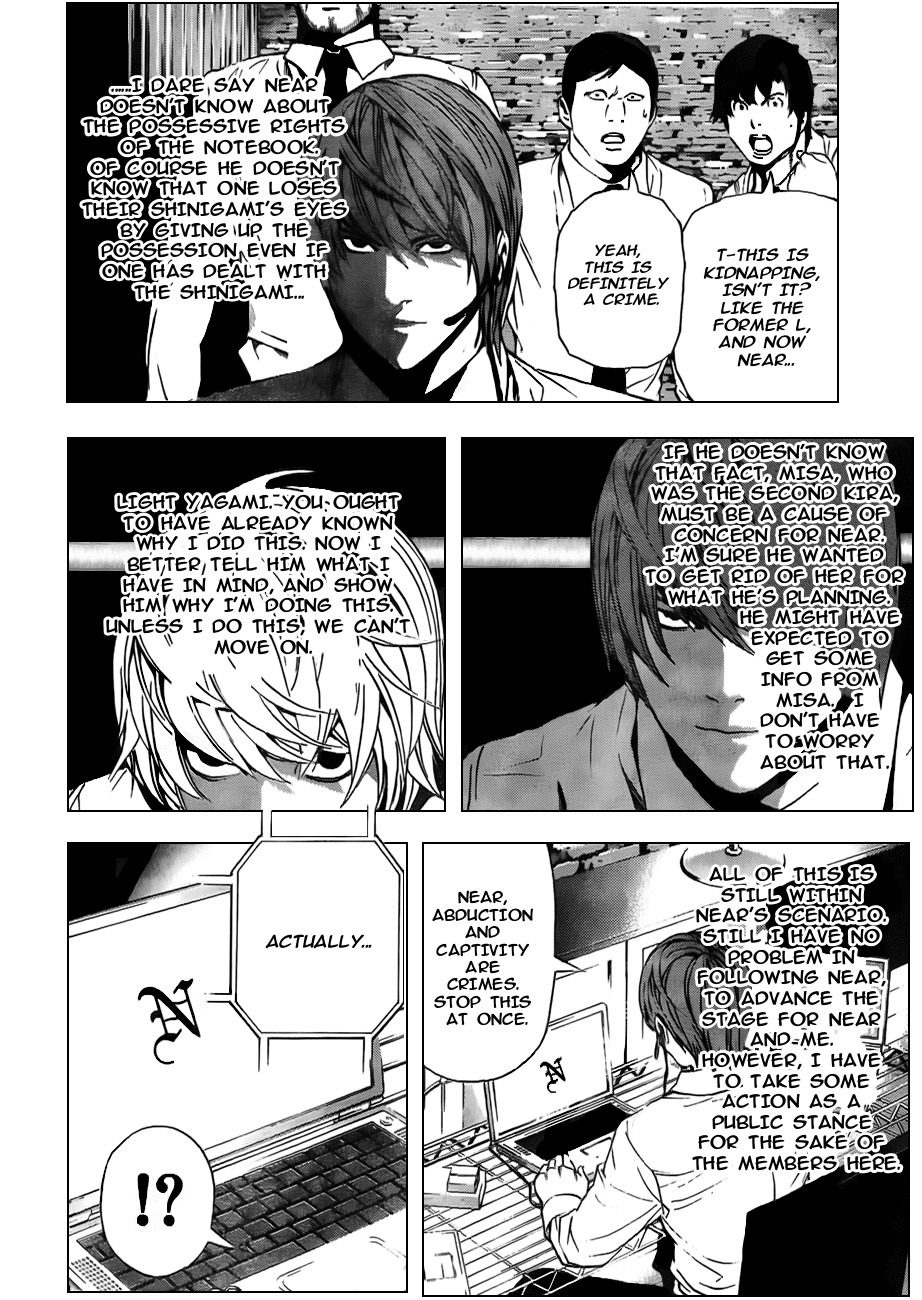 T-THIS IS
KIDNAPPING,
ISN'T IT?
LIKE THE
FORMER L,
AND NOW
NEAR...
YEAH,
THIS IS
DEFINITELY
A CRIME.
......I DARE SAY NEAR
DOESN'T KNOW ABOUT
THE POSSESSIVE RIGHTS
OF THE NOTEBOOK.
OF COURSE HE DOESN'T
KNOW THAT ONE LOSES
THEIR SHINIGAMI'S EYES
BY GIVING UP THE
POSSESSION EVEN IF
ONE HAS DEALT WITH
THE SHINIGAMI...
IF HE DOESN'T KNOW
THAT FACT, MISA, WHO
WAS THE SECOND KIRA,
MUST BE A CAUSE OF
CONCERN FOR NEAR.
I'M SURE HE WANTED
TO GET RID OF HER FOR
WHAT HE'S PLANNING.
HE MIGHT HAVE
EXPECTED TO
GET SOME
INFO FROM
MISA. I
DON'T HAVE
TO WORRY
ABOUT THAT.
LIGHT YAGAMI. YOU OUGHT
TO HAVE ALREADY KNOWN
WHY I DID THIS. NOW I
BETTER TELL HIM WHAT I
HAVE IN MIND, AND SHOW
HIM WHY I'M DOING THIS.
UNLESS I DO THIS, WE CAN'T
MOVE ON.
ALL OF THIS IS
STILL WITHIN
NEAR'S SCENARIO.
STILL I HAVE NO
PROBLEM IN
FOLLOWING NEAR,
TO ADVANCE THE
STAGE FOR NEAR
AND ME.
HOWEVER, I HAVE
TO TAKE SOME
ACTION AS A
PUBLIC STANCE
FOR THE SAKE OF
THE MEMBERS HERE.
NEAR,
ABDUCTION
AND
CAPTIVITY
ARE
CRIMES.
STOP THIS
AT ONCE.
N
ACTUALLY...
N
!?